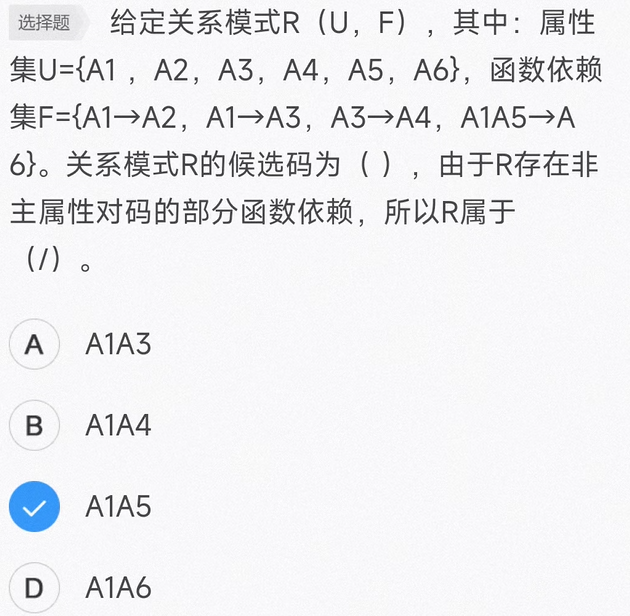 选择题 给定关系模式R（U，F），其中：属性
集U={A1 ，A2，A3，A4，A5，A6}，函数依赖
集F={A1→A2，A1→A3，A3→A4，A1A5→A
6}。关系模式R的候选码为（ ），由于R存在非
主属性对码的部分函数依赖，所以R属于
（/）。
A A1A3
B A1A4
A1A5
D A1A6